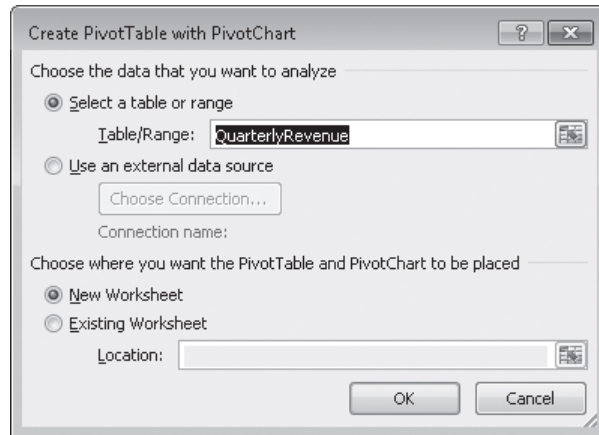 Create PivotTable with PivotChart
Choose the data that you want to analyze
Select a table or range
Table/Range: QuarterlyRevenue
Use an external data source
Choose Connection...
Connection name:
Choose where you want the PivotTable and PivotChart to be placed
New Worksheet
Existing Worksheet
Location:
OK Cancel